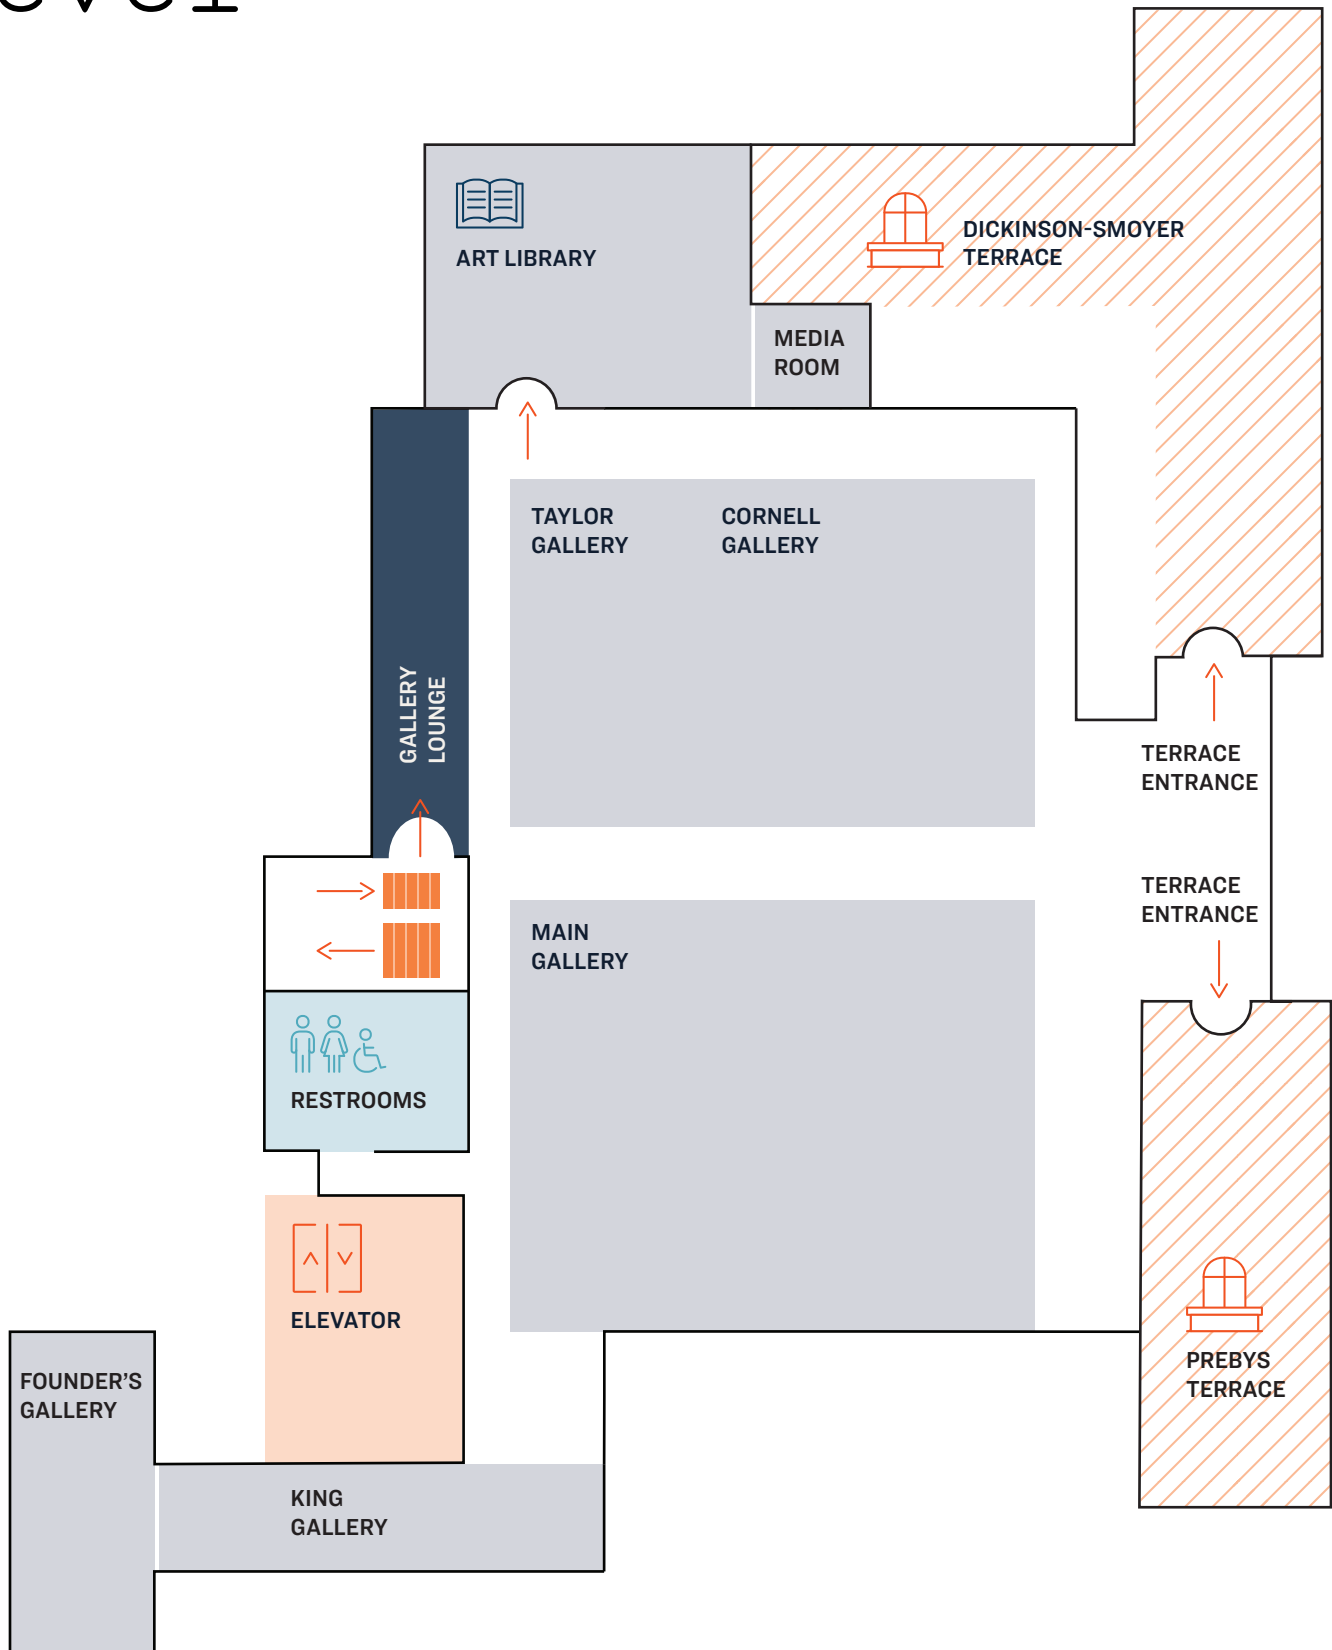 ART LIBRARY
DICKINSON-SMOYER
TERRACE
MEDIA
ROOM
TAYLOR
GALLERY
CORNELL
GALLERY
GALLERY
LOUNGE
TERRACE
ENTRANCE
TERRACE
ENTRANCE
MAIN
GALLERY
RESTROOMS
ELEVATOR
PREBYS
TERRACE
FOUNDER'S
GALLERY
KING
GALLERY